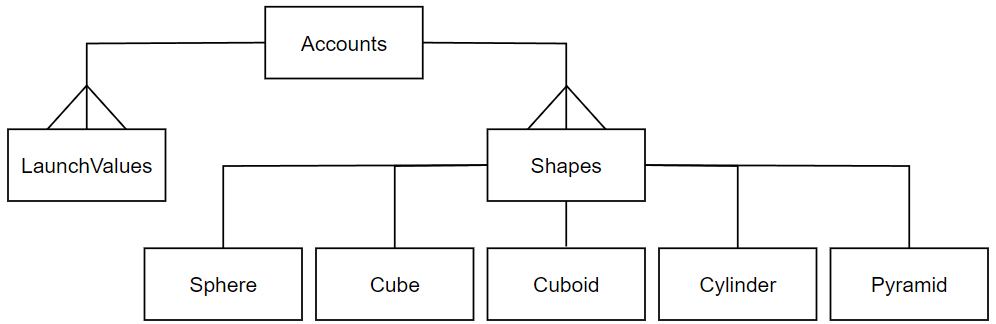 Accounts
LaunchValues
Shapes
Sphere
Cube
Cuboid
Cylinder
Pyramid